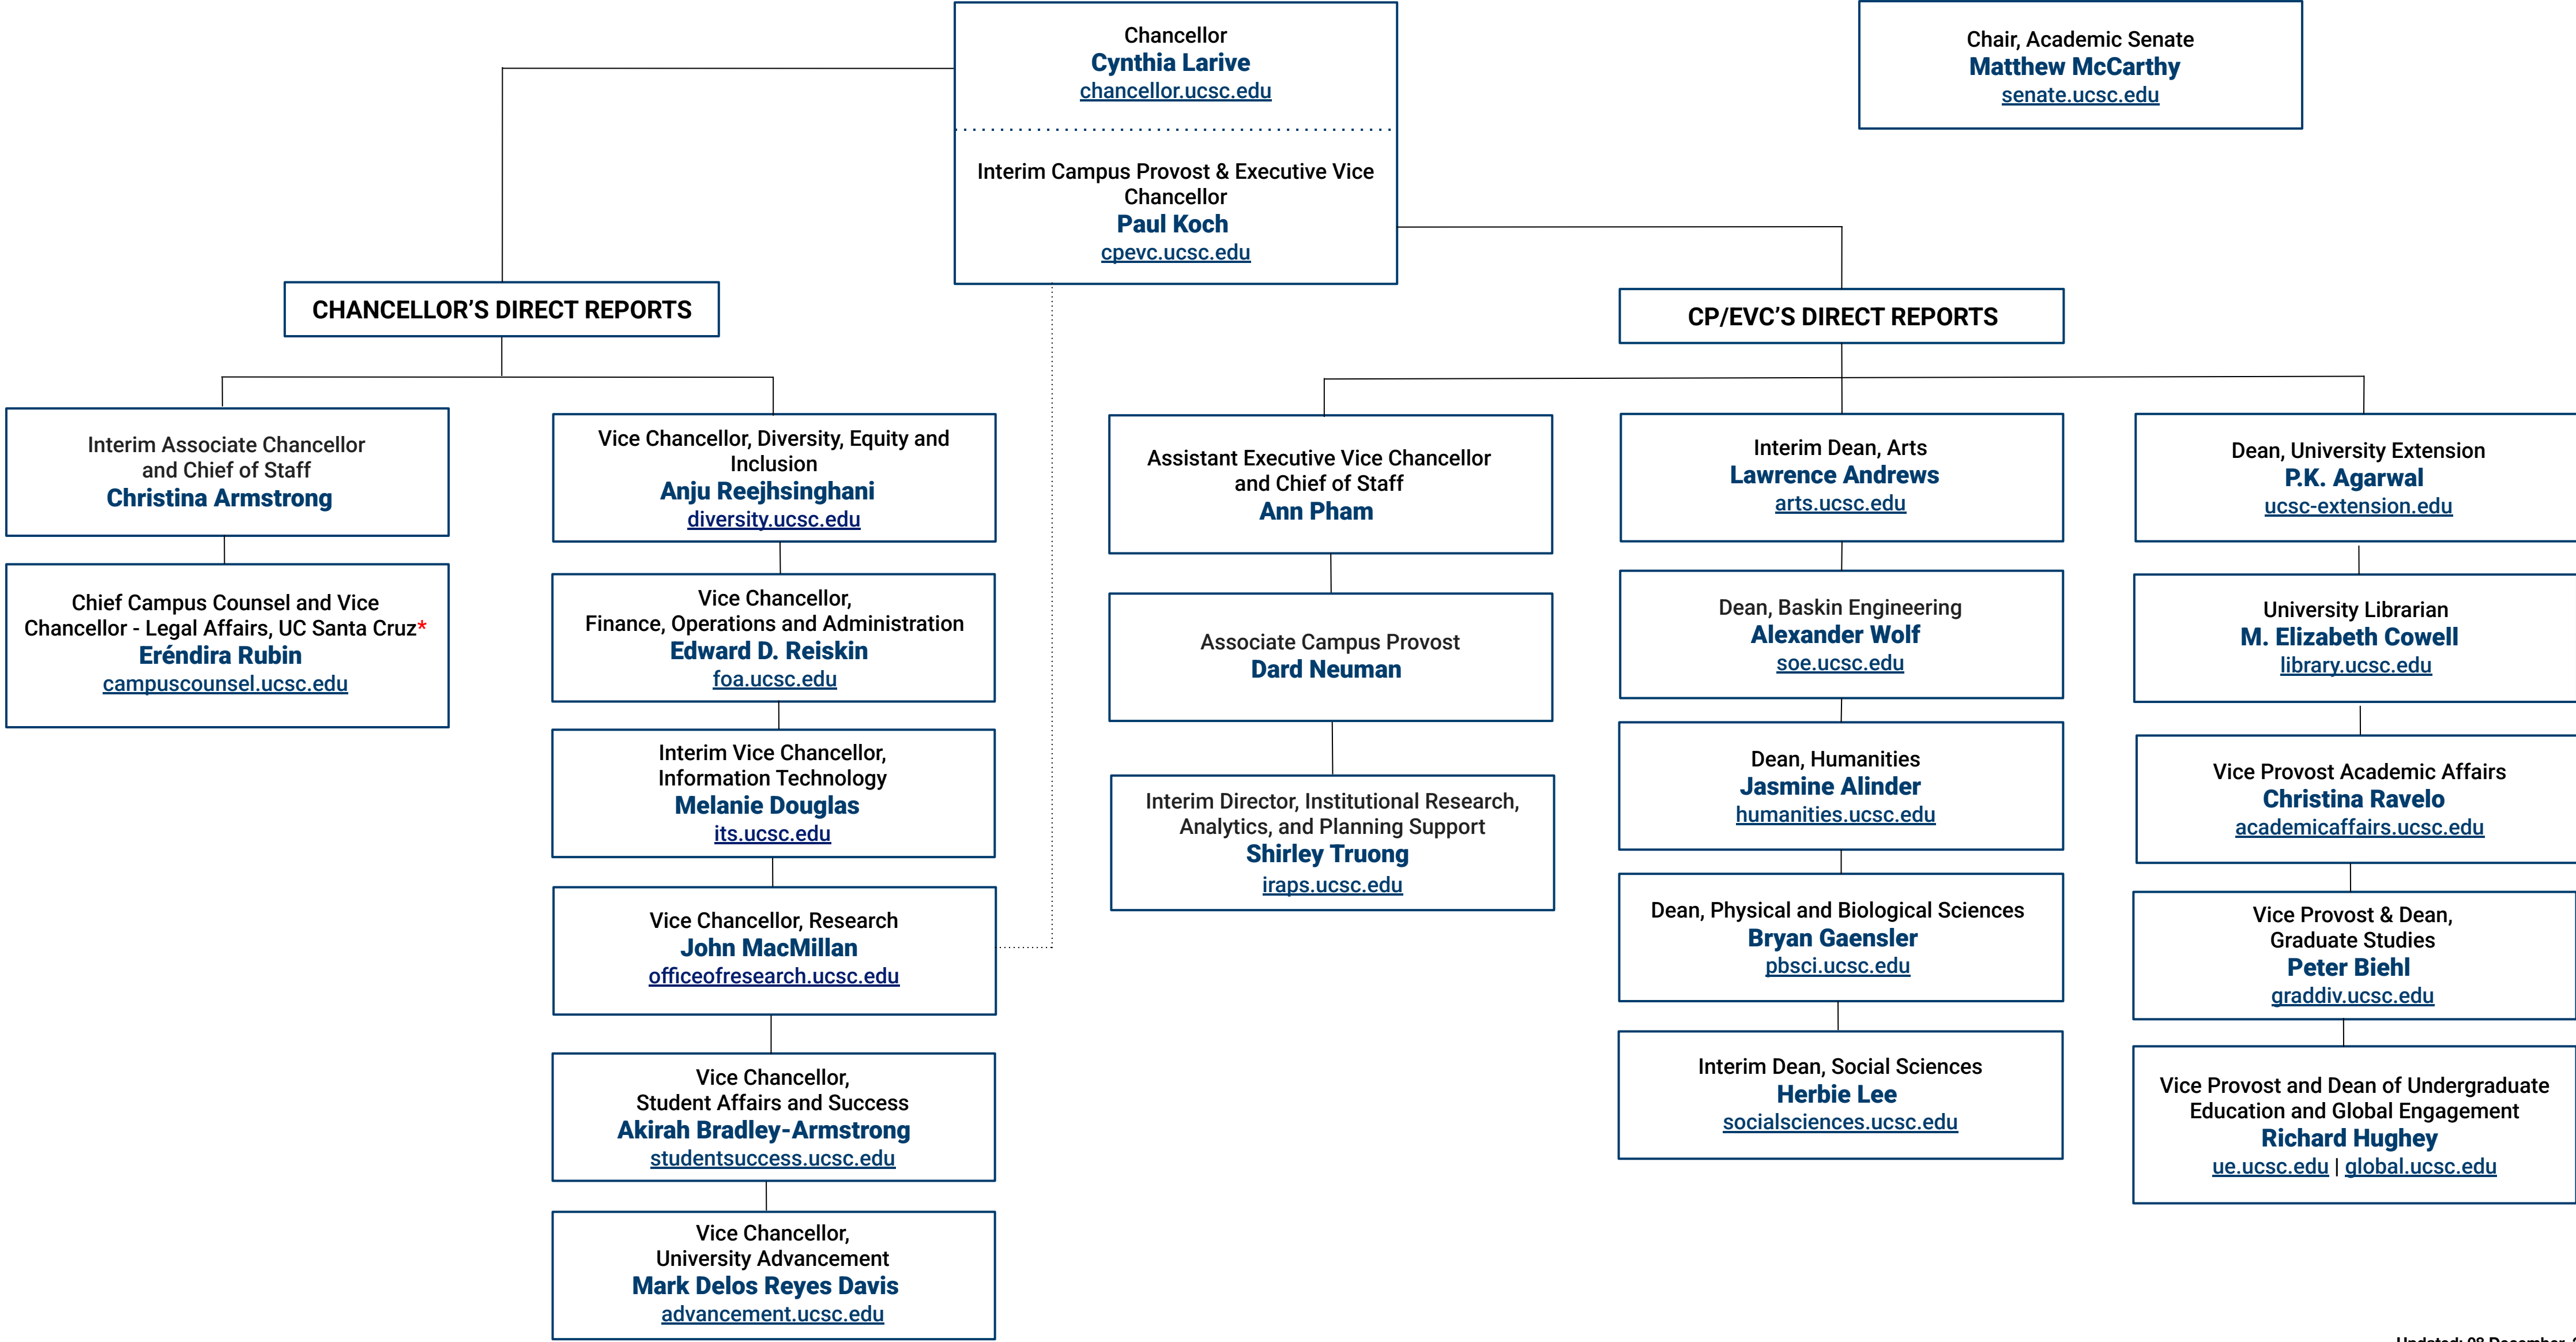 Chancellor
Cynthia Larive
chancellor.ucsc.edu
Interim Campus Provost & Executive Vice
Chancellor
Paul Koch
cpevc.ucsc.edu
Chair, Academic Senate
Matthew McCarthy
senate.ucsc.edu
CHANCELLOR’S DIRECT REPORTS
Interim Associate Chancellor
and Chief of Staff
Christina Armstrong
Chief Campus Counsel and Vice
Chancellor - Legal Affairs, UC Santa Cruz*
Eréndira Rubin
campuscounsel.ucsc.edu
Vice Chancellor, Diversity, Equity and
Inclusion
Anju Reejhsinghani
diversity.ucsc.edu
Vice Chancellor,
Finance, Operations and Administration
Edward D. Reiskin
foa.ucsc.edu
Interim Vice Chancellor,
Information Technology
Melanie Douglas
its.ucsc.edu
Vice Chancellor, Research
John MacMillan
officeofresearch.ucsc.edu
Vice Chancellor,
Student Affairs and Success
Akirah Bradley-Armstrong
studentsuccess.ucsc.edu
Vice Chancellor,
University Advancement
Mark Delos Reyes Davis
advancement.ucsc.edu
CP/EVC’S DIRECT REPORTS
Assistant Executive Vice Chancellor
and Chief of Staff
Ann Pham
Associate Campus Provost
Dard Neuman
Interim Director, Institutional Research,
Analytics, and Planning Support
Shirley Truong
iraps.ucsc.edu
Interim Dean, Arts
Lawrence Andrews
arts.ucsc.edu
Dean, Baskin Engineering
Alexander Wolf
soe.ucsc.edu
Dean, Humanities
Jasmine Alinder
humanities.ucsc.edu
Dean, Physical and Biological Sciences
Bryan Gaensler
pbsci.ucsc.edu
Interim Dean, Social Sciences
Herbie Lee
socialsciences.ucsc.edu
Dean, University Extension
P.K. Agarwal
ucsc-extension.edu
University Librarian
M. Elizabeth Cowell
library.ucsc.edu
Vice Provost Academic Affairs
Christina Ravelo
academicaffairs.ucsc.edu
Vice Provost & Dean,
Graduate Studies
Peter Biehl
graddiv.ucsc.edu
Vice Provost and Dean of Undergraduate
Education and Global Engagement
Richard Hughey
ue.ucsc.edu | global.ucsc.edu
Updated: 08 December,